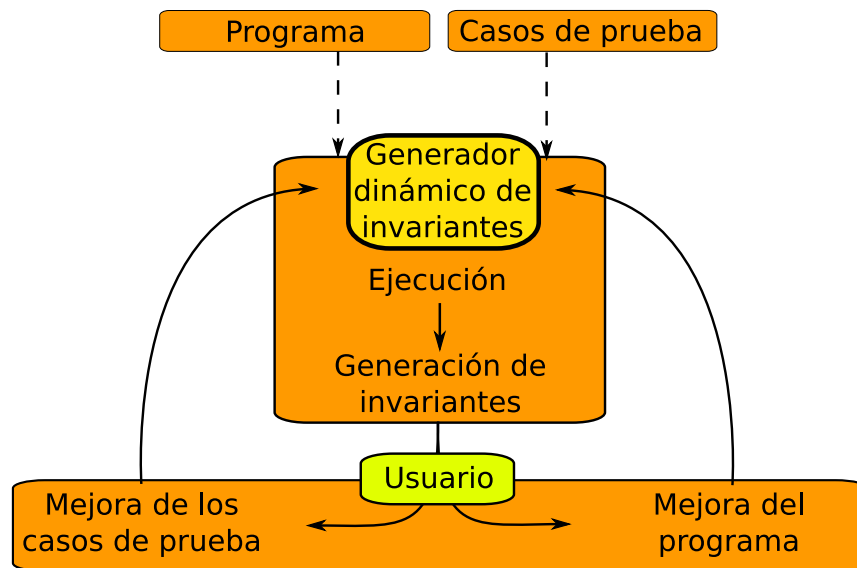 Programa
Casos de prueba
Generador
dinámico de
invariantes
Ejecución
Generación de
invariantes
Usuario
Mejora de los
casos de prueba
Mejora del
programa